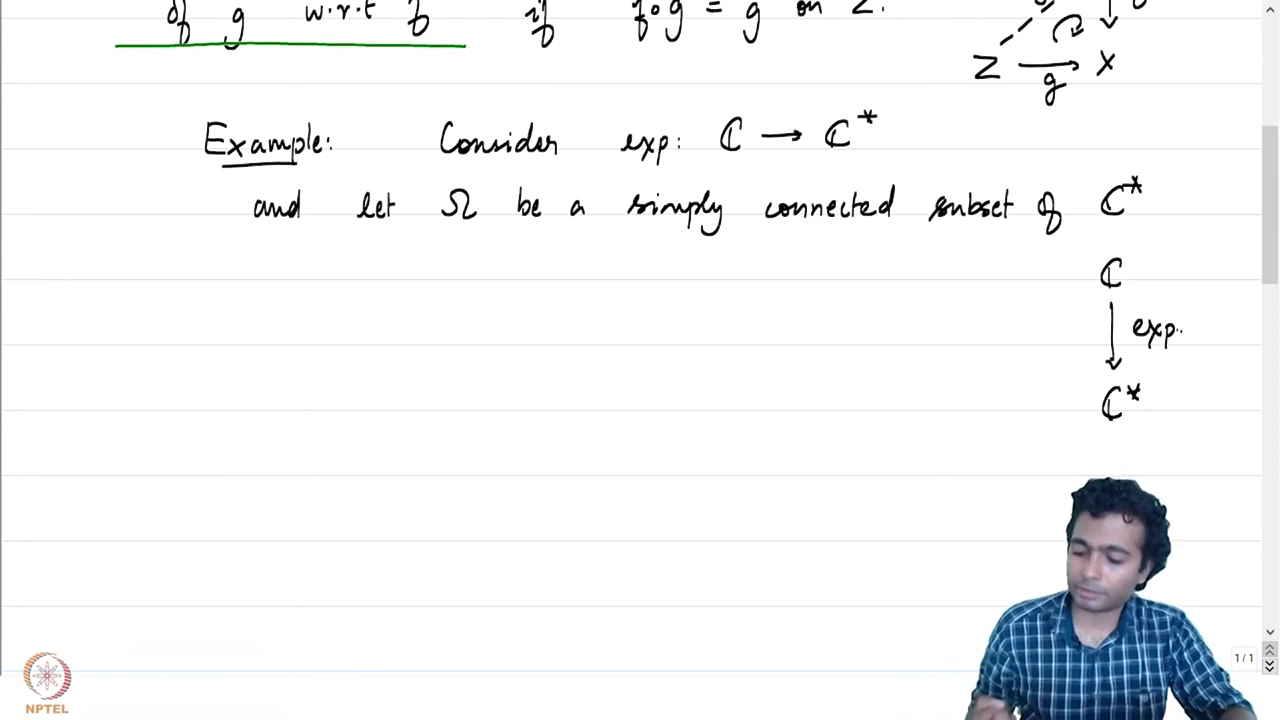 of g w.r.t f if f∘g̃ = g on Z.
Z ⟶ X
g
Example: Consider exp: ℂ → ℂ*
and let Ω be a simply connected subset of ℂ*
ℂ
↓ exp.
ℂ*
1/1
NPTEL